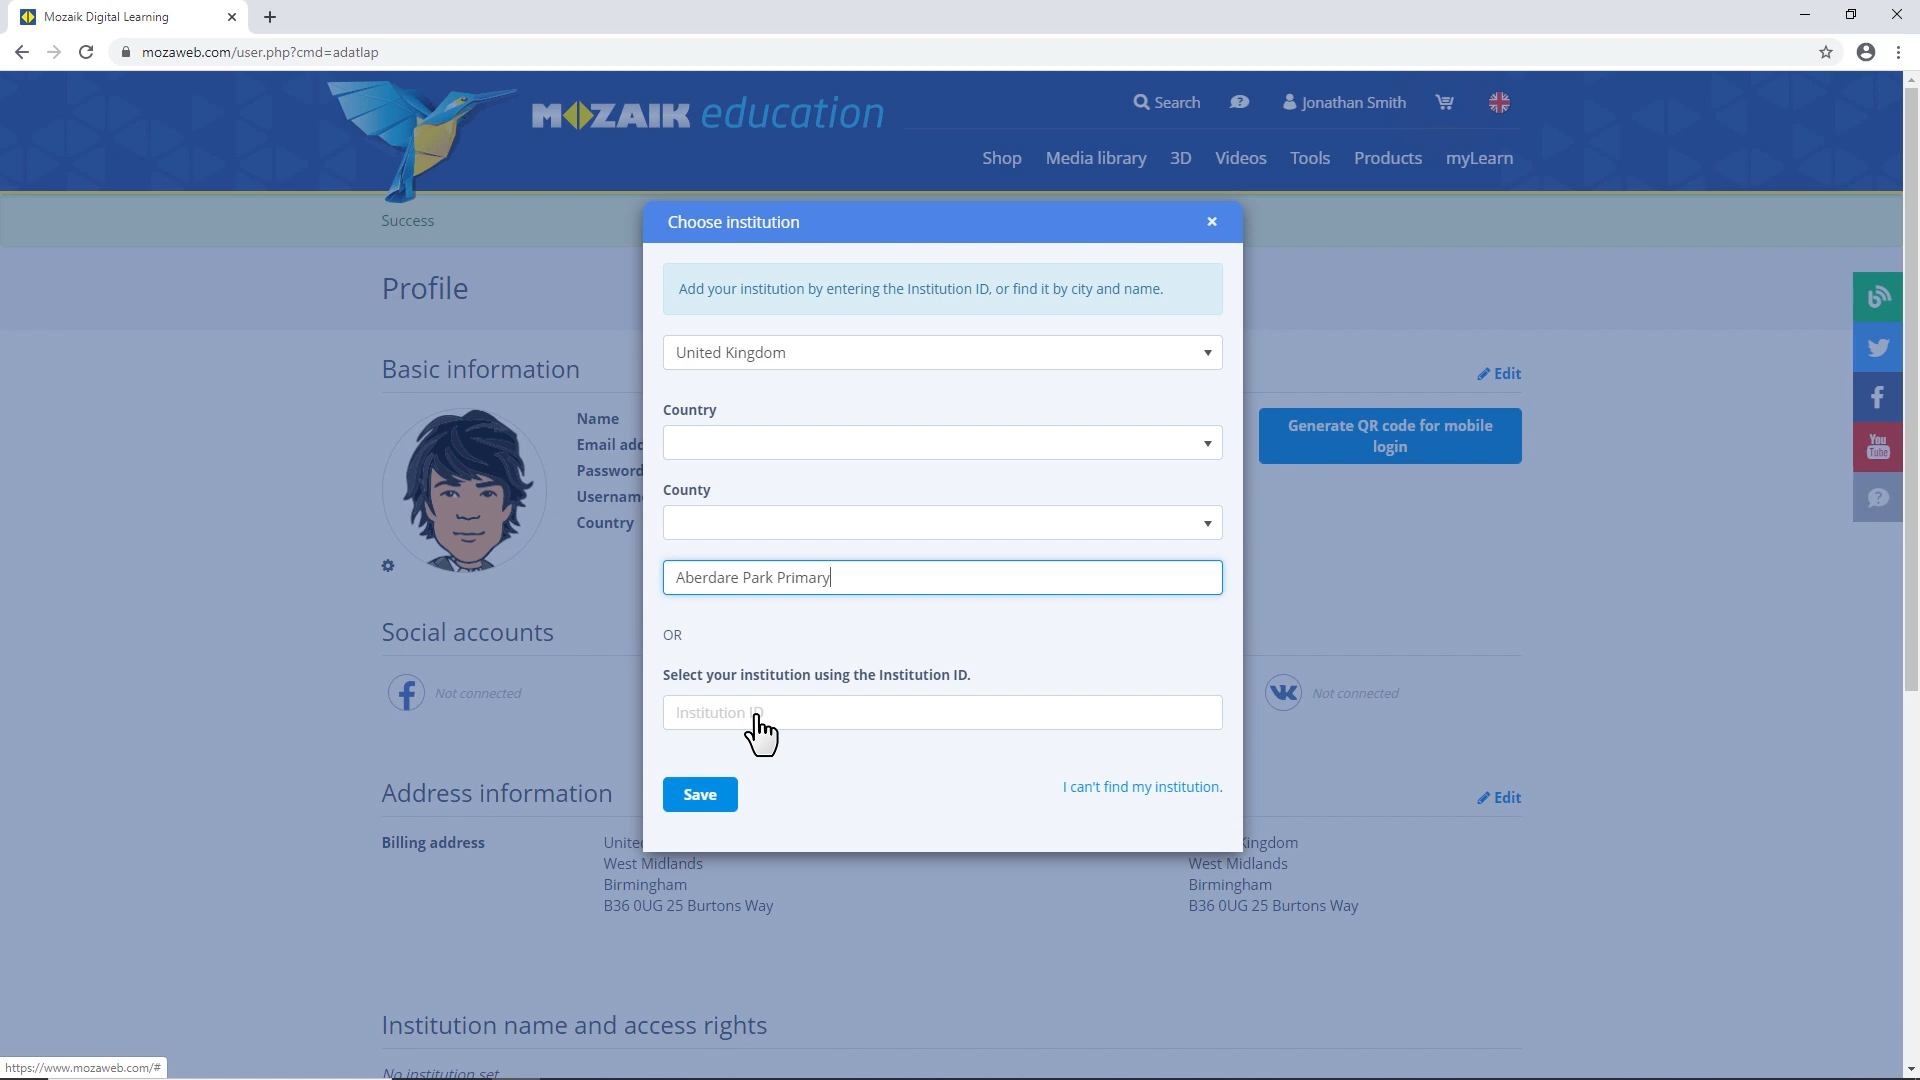 Mozaik Digital Learning
mozaweb.com/user.php?cmd=adatlap
MOZAIK education
Search
Jonathan Smith
Shop
Media library
3D
Videos
Tools
Products
myLearn
Success
Choose institution
Profile
Add your institution by entering the Institution ID, or find it by city and name.
United Kingdom
Basic information
Edit
Country
Name
Email add
Password
Usernam
Country
Generate QR code for mobile
login
County
You
Tube
Aberdare Park Primary
Social accounts
OR
Select your institution using the Institution ID.
Not connected
Institution ID
Not connected
Address information
Save
I can't find my institution.
Edit
Billing address
Unite
West Midlands
Birmingham
B36 0UG 25 Burtons Way
Kingdom
West Midlands
Birmingham
B36 0UG 25 Burtons Way
Institution name and access rights
No institution set
https://www.mozaweb.com/#